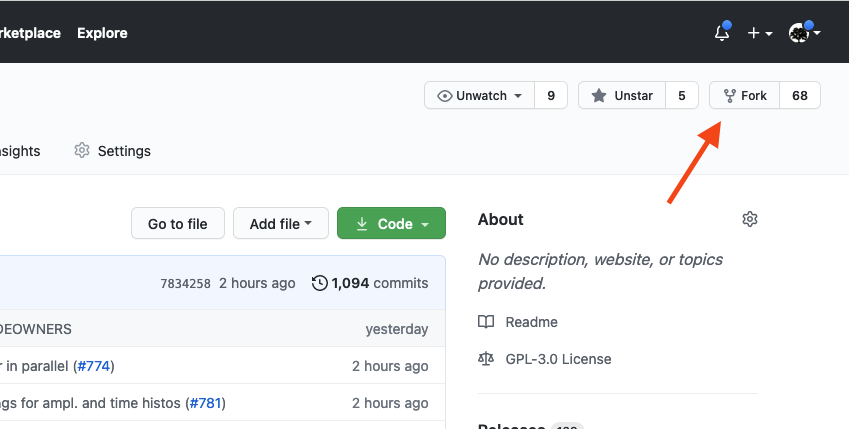 rketplace Explore
Unwatch 9 Unstar 5 Fork 68
sights Settings
Go to file Add file Code About
No description, website, or topics
provided.
7834258 2 hours ago 1,094 commits
DEOWNERS yesterday
Readme
r in parallel (#774) 2 hours ago
GPL-3.0 License
gs for ampl. and time histos (#781) 2 hours ago
Releases